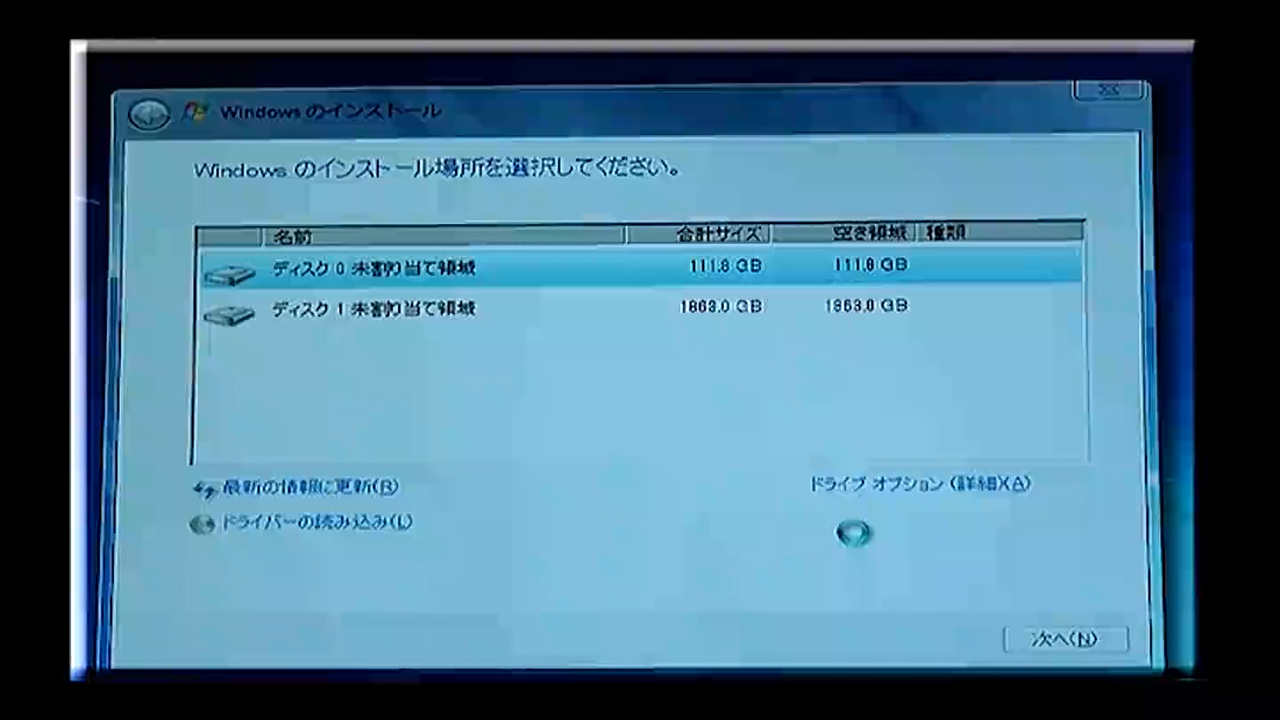 Windows のインストール
Windows のインストール場所を選択してください。
名前 合計サイズ 空き領域 種類
ディスク 0 未割り当て領域 111.8 GB 111.8 GB
ディスク 1 未割り当て領域 1863.0 GB 1863.0 GB
最新の情報に更新(R)
ドライブ オプション (詳細)(A)
ドライバーの読み込み(L)
次へ(N)